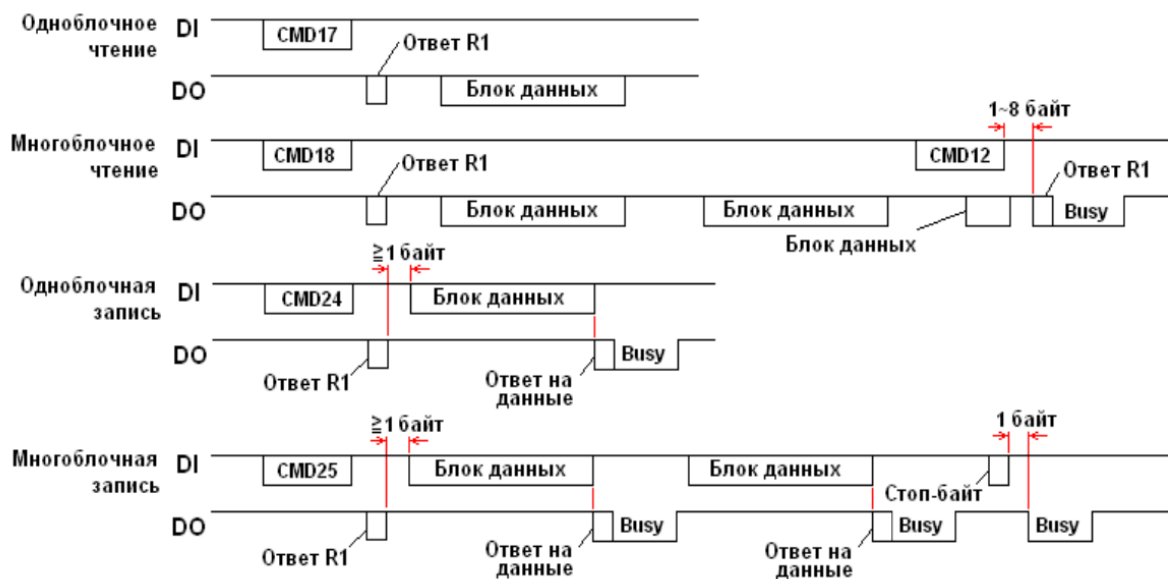 Одноблочное
чтение
DI
CMD17
Ответ R1
DO
Блок данных
1~8 байт
Многоблочное
чтение
DI
CMD18
CMD12
Ответ R1
Ответ R1
DO
Блок данных
Блок данных
Busy
Блок данных
≧1 байт
Одноблочная
запись
DI
CMD24
Блок данных
DO
Busy
Ответ R1
Ответ на
данные
≧1 байт
1 байт
Многоблочная
запись
DI
CMD25
Блок данных
Блок данных
Стоп-байт
DO
Busy
Busy
Busy
Ответ R1
Ответ на
данные
Ответ на
данные